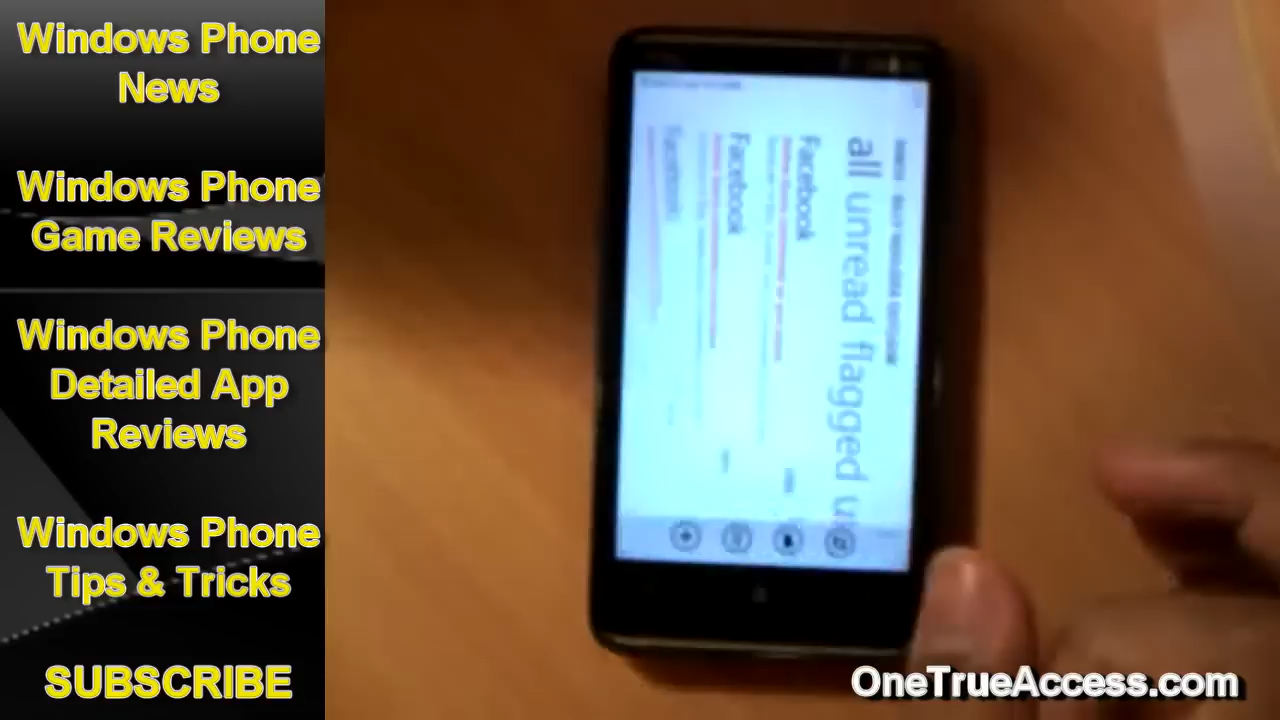 Windows Phone
News
Windows Phone
Game Reviews
Windows Phone
Detailed App
Reviews
Windows Phone
Tips & Tricks
SUBSCRIBE
all unread flagged
Facebook
Facebook
Facebook
OneTrueAccess.com